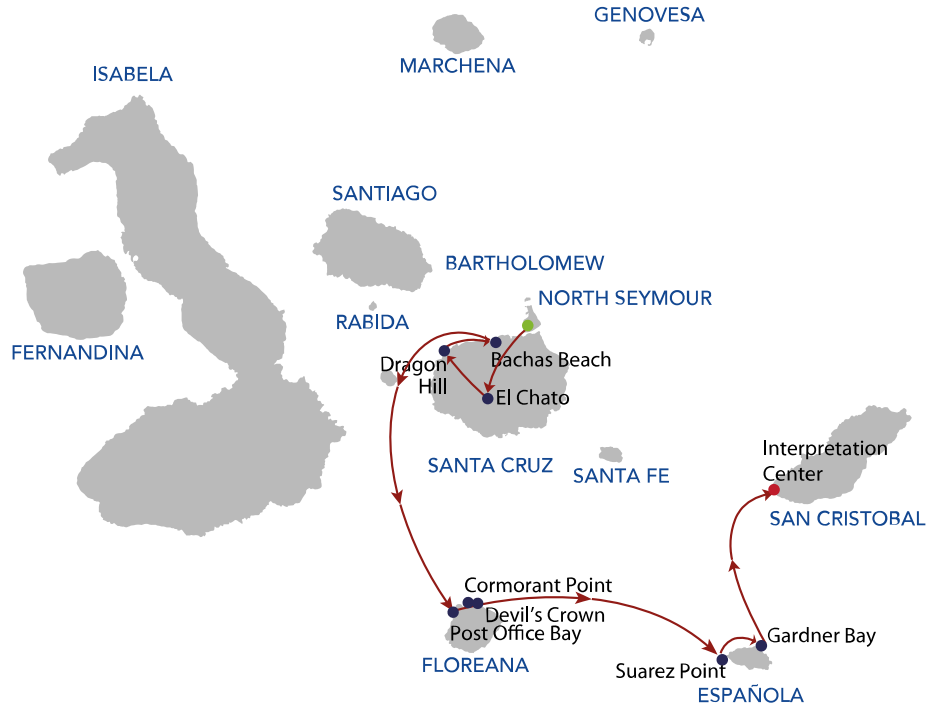 GENOVESA
MARCHENA
ISABELA
SANTIAGO
BARTHOLOMEW
NORTH SEYMOUR
RABIDA
FERNANDINA
Dragon
Hill
Bachas Beach
El Chato
SANTA CRUZ
SANTA FE
Interpretation
Center
SAN CRISTOBAL
Cormorant Point
Devil's Crown
Post Office Bay
FLOREANA
Gardner Bay
Suarez Point
ESPAÑOLA